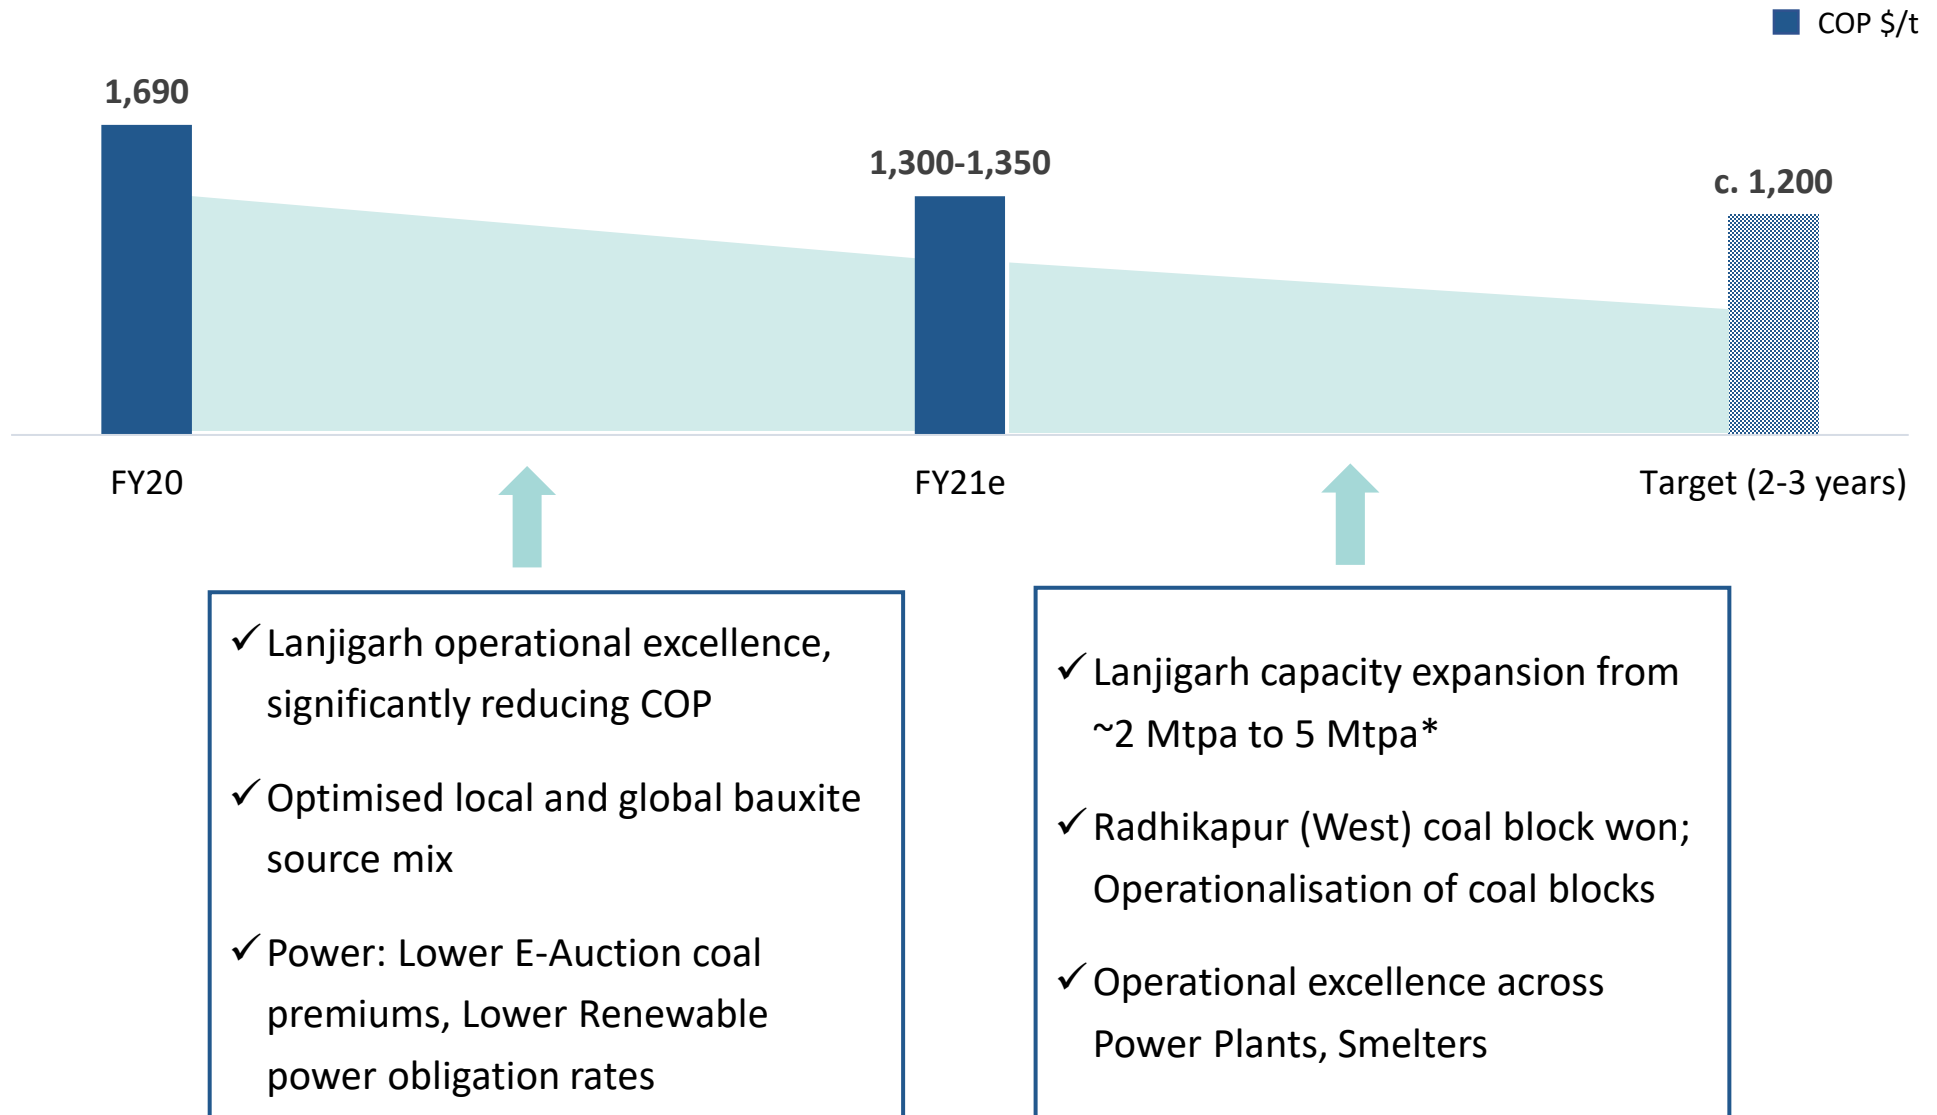 COP $/t
1,690
1,300-1,350
c. 1,200
FY20
FY21e
Target (2-3 years)
✓ Lanjigarh operational excellence,
significantly reducing COP
✓ Optimised local and global bauxite
source mix
✓ Power: Lower E-Auction coal
premiums, Lower Renewable
power obligation rates
✓ Lanjigarh capacity expansion from
~2 Mtpa to 5 Mtpa*
✓ Radhikapur (West) coal block won;
Operationalisation of coal blocks
✓ Operational excellence across
Power Plants, Smelters